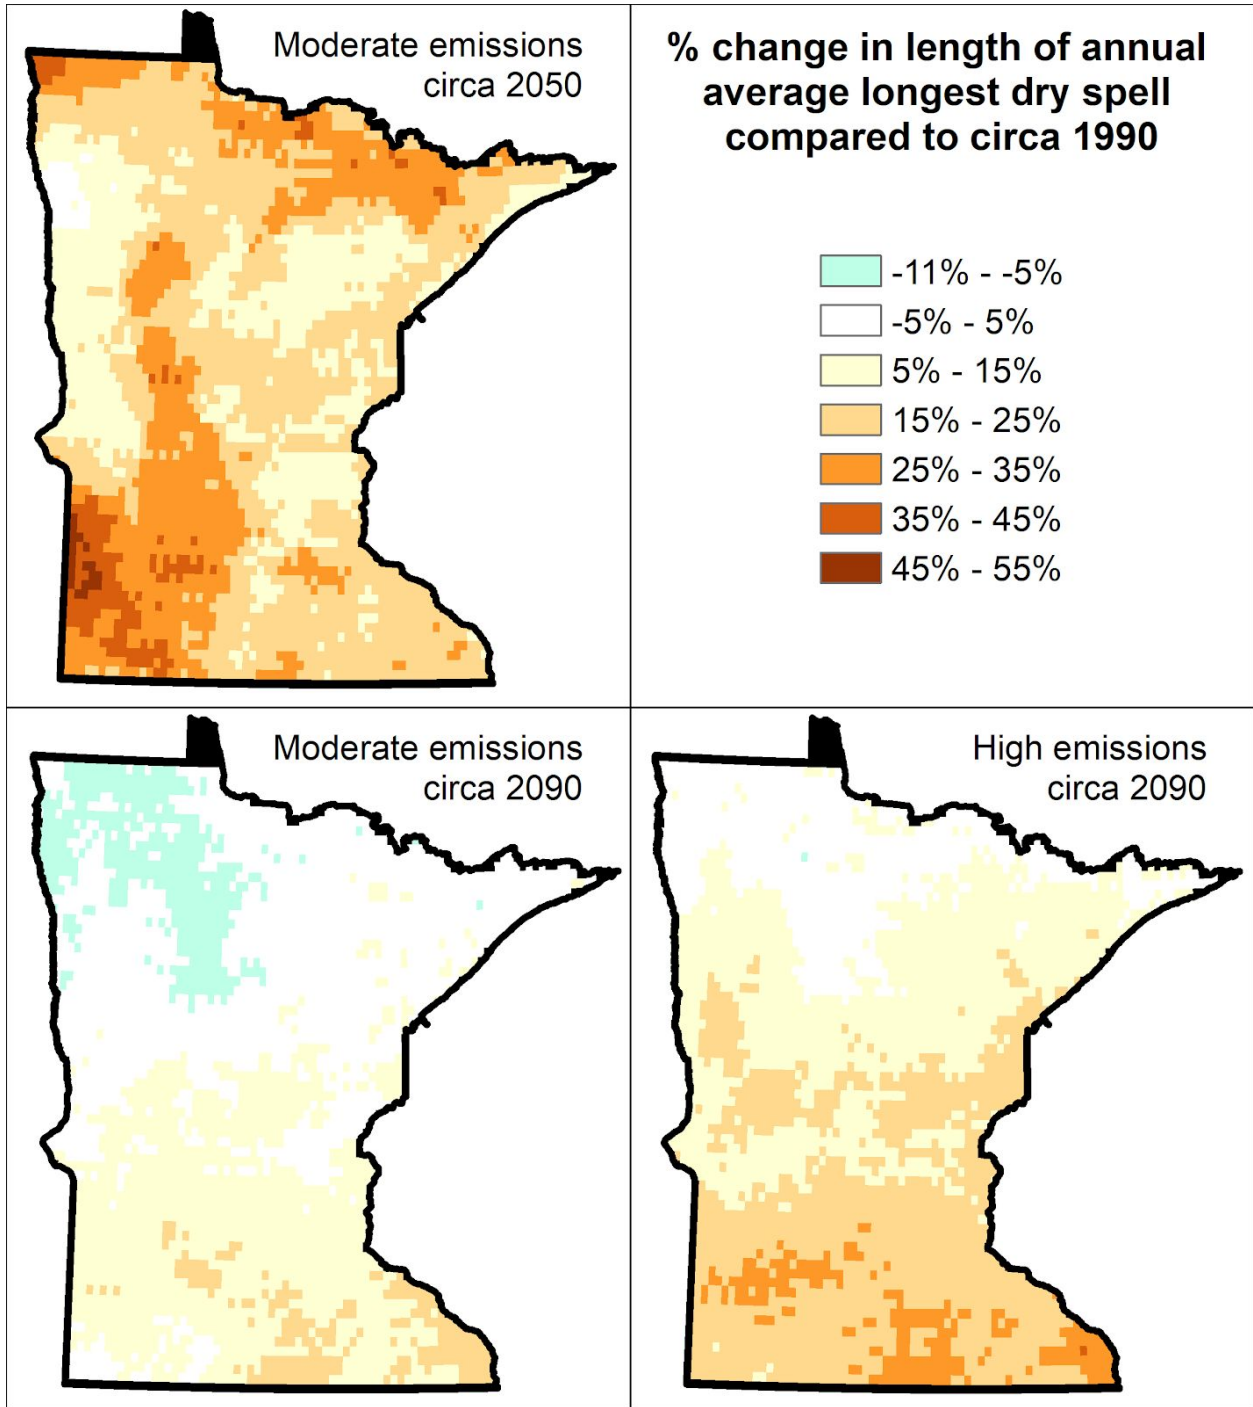 Moderate emissions
circa 2050
% change in length of annual
average longest dry spell
compared to circa 1990
-11% - -5%
-5% - 5%
5% - 15%
15% - 25%
25% - 35%
35% - 45%
45% - 55%
Moderate emissions
circa 2090
High emissions
circa 2090